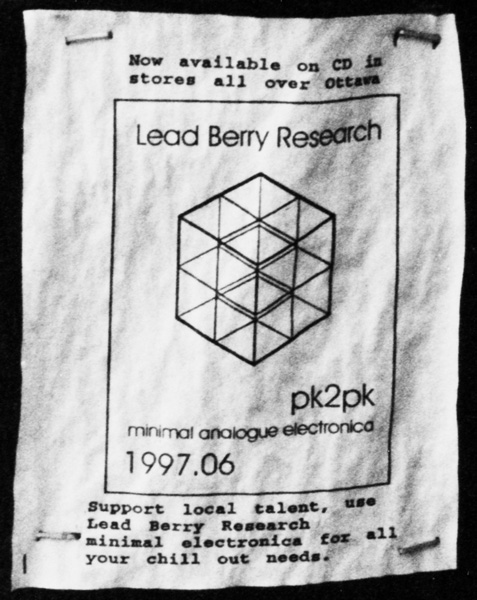 Now available on CD in
stores all over Ottawa
Lead Berry Research
pk2pk
minimal analogue electronica
1997.06
Support local talent, use
Lead Berry Research
minimal electronica for all
your chill out needs.